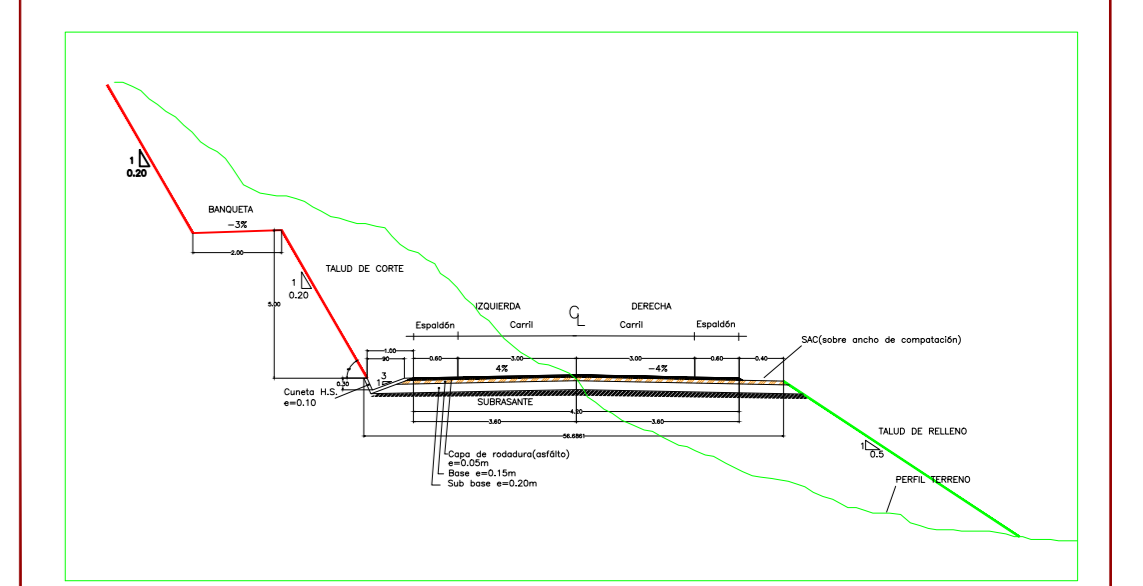 1
0.20
BANQUETA
-3%
2.00
TALUD DE CORTE
1
0.20
5.00
IZQUIERDA
CL
DERECHA
Espaldón
Carril
Carril
Espaldón
SAC(sobre ancho de compatación)
1.00
.90
0.60
3.00
3.00
0.60
0.40
4%
-4%
3
1
0.30
Cuneta H.S.
e=0.10
SUBRASANTE
4.20
3.60
3.60
56.6861
TALUD DE RELLENO
1
0.5
Capa de rodadura(asfálto)
e=0.05m
Base e=0.15m
Sub base e=0.20m
PERFIL TERRENO